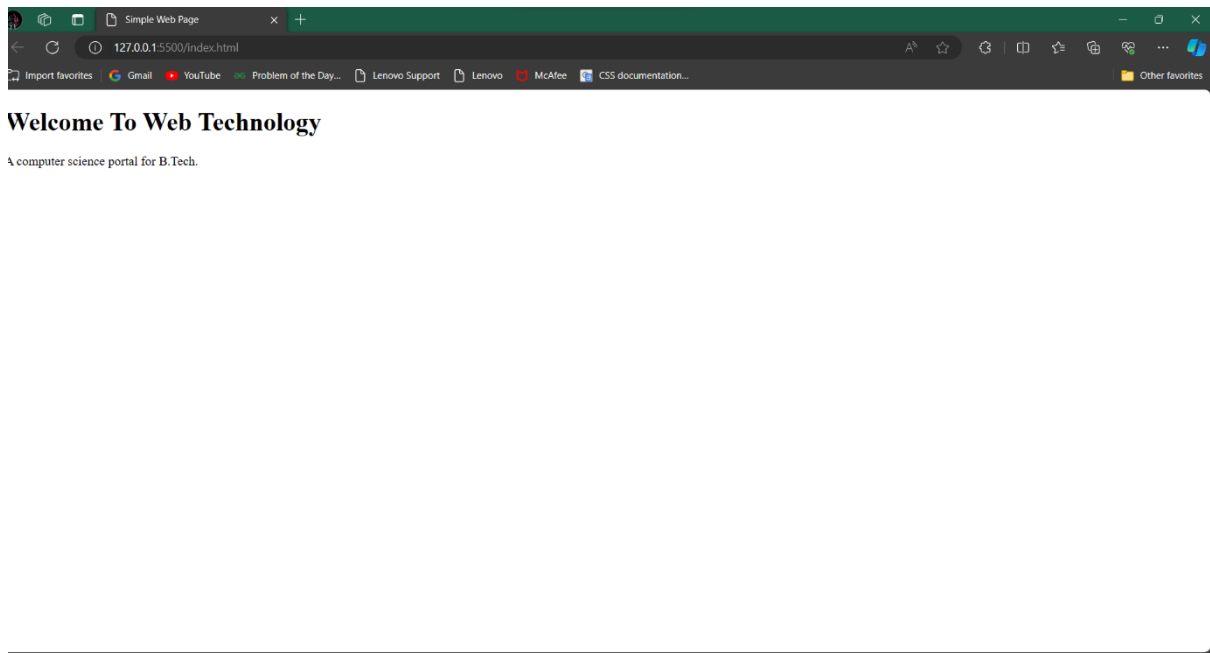 Simple Web Page
127.0.0.1:5500/index.html
Import favorites Gmail YouTube Problem of the Day... Lenovo Support Lenovo McAfee CSS documentation... Other favorites
Welcome To Web Technology
A computer science portal for B.Tech.